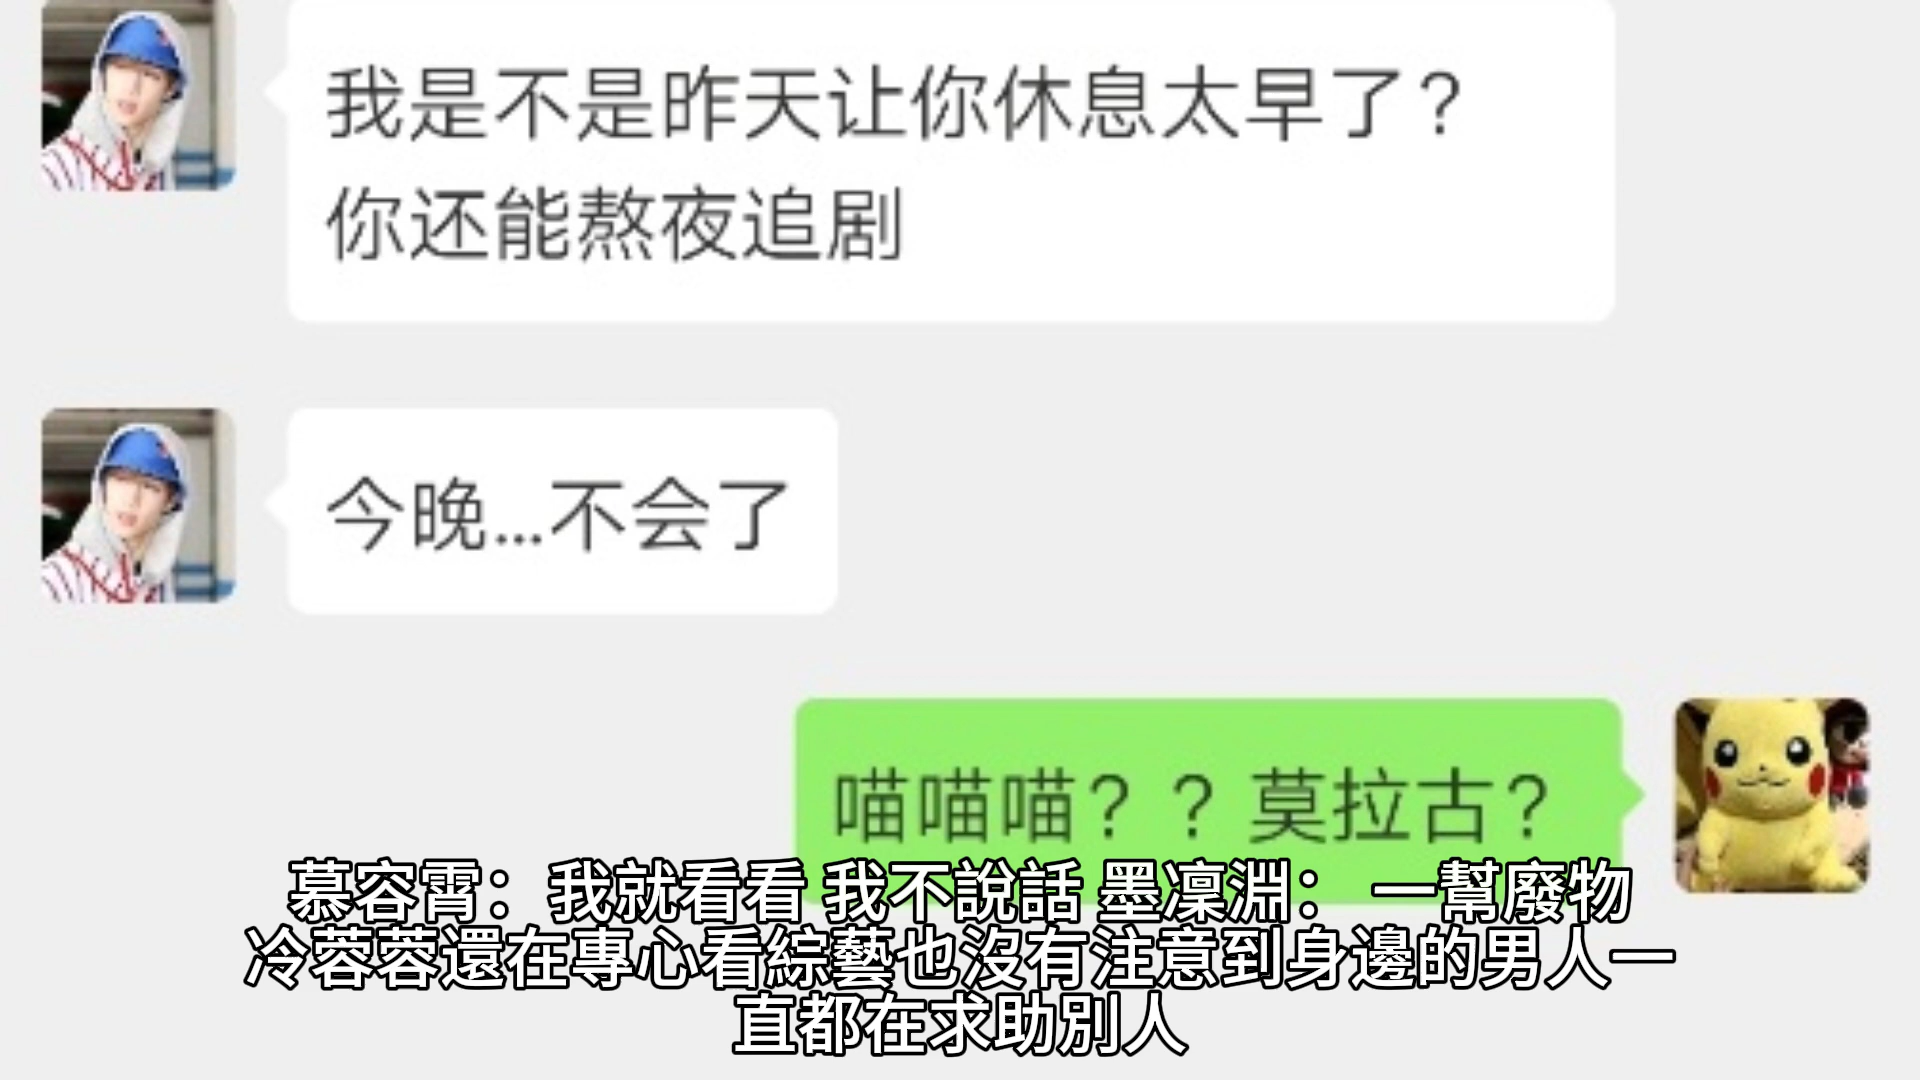 我是不是昨天让你休息太早了？
你还能熬夜追剧
今晚...不会了
喵喵喵？？莫拉古？
慕容霄：我就看看 我不說話 墨凜淵： 一幫廢物
冷蓉蓉還在專心看綜藝也沒有注意到身邊的男人一
直都在求助別人